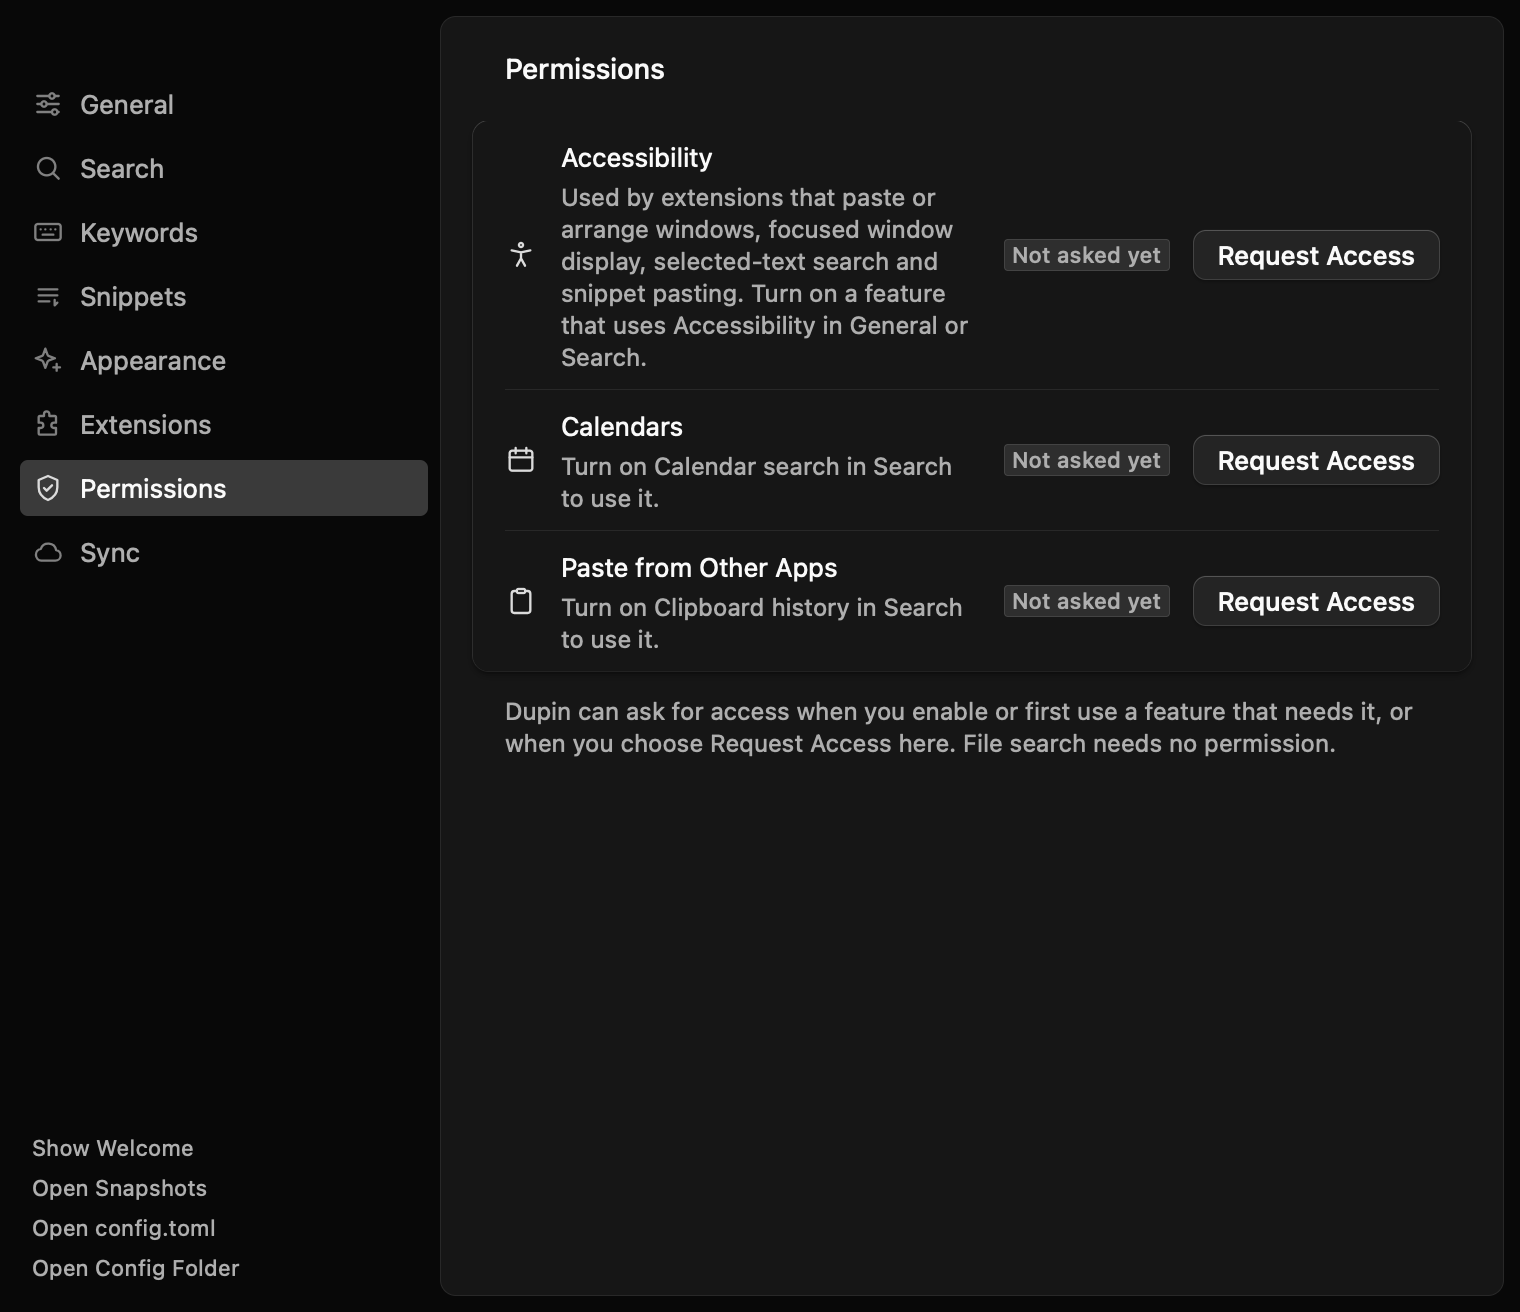 General
Search
Keywords
Snippets
Appearance
Extensions
Permissions
Sync
Show Welcome
Open Snapshots
Open config.toml
Open Config Folder
Permissions
Accessibility
Used by extensions that paste or
arrange windows, focused window
display, selected-text search and
snippet pasting. Turn on a feature
that uses Accessibility in General or
Search.
Not asked yet
Request Access
Calendars
Turn on Calendar search in Search
to use it.
Not asked yet
Request Access
Paste from Other Apps
Turn on Clipboard history in Search
to use it.
Not asked yet
Request Access
Dupin can ask for access when you enable or first use a feature that needs it, or
when you choose Request Access here. File search needs no permission.